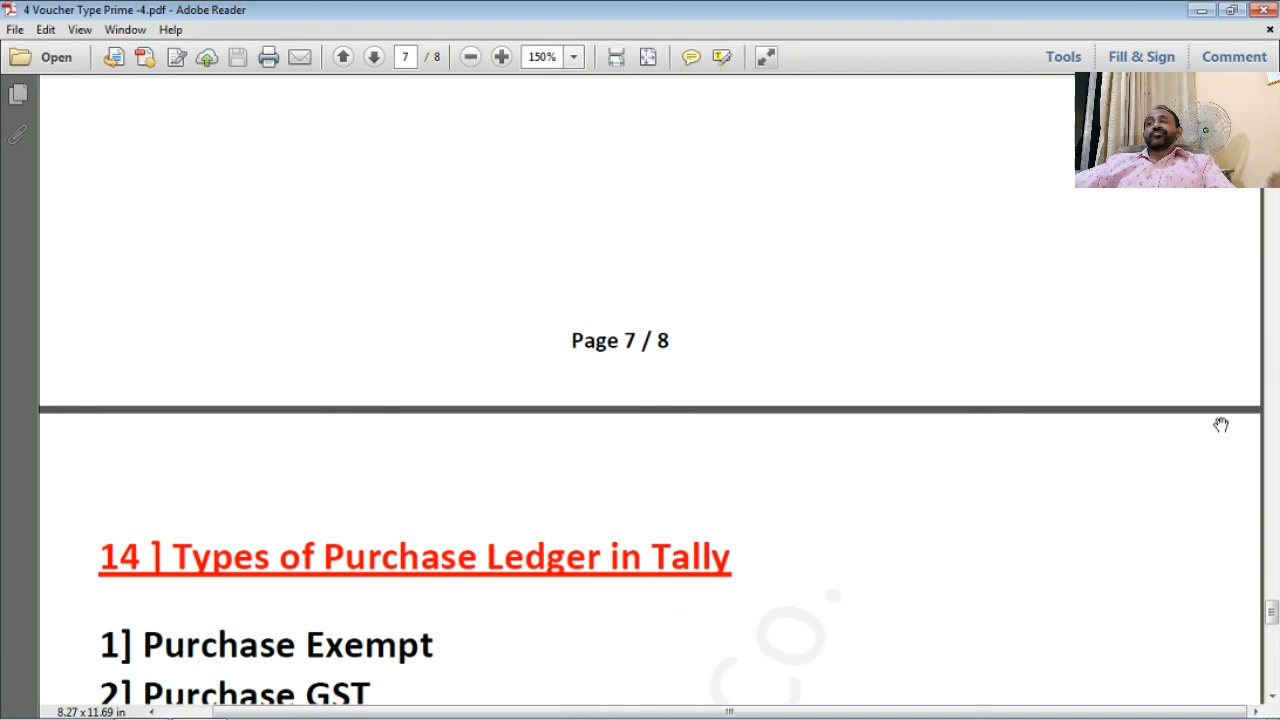 4 Voucher Type Prime -4.pdf - Adobe Reader
File Edit View Window Help
Open 7 / 8 150% Tools Fill & Sign Comment
Page 7 / 8
14 ] Types of Purchase Ledger in Tally
1] Purchase Exempt
2] Purchase GST
CO.
8.27 x 11.69 in